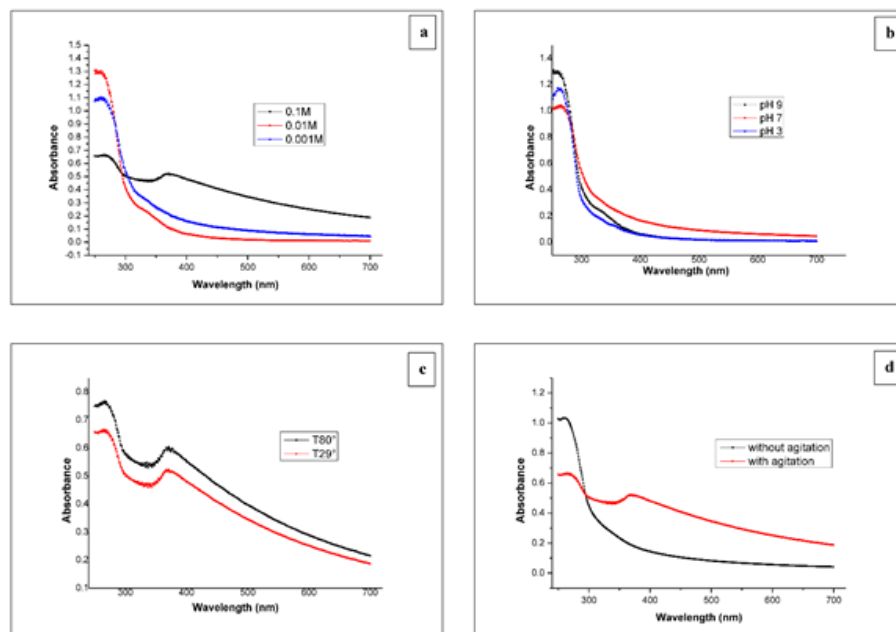 a
1.5
1.4
1.3
1.2
1.1
1.0
0.9
0.8
0.7
0.6
0.5
0.4
0.3
0.2
0.1
0.0
-0.1
Absorbance
0.1M
0.01M
0.001M
300 400 500 600 700
Wavelength (nm)
b
1.4
1.2
1.0
0.8
0.6
0.4
0.2
0.0
Absorbance
pH 9
pH 7
pH 3
300 400 500 600 700
Wavelength (nm)
c
0.8
0.7
0.6
0.5
0.4
0.3
0.2
0.1
Absorbance
T80°
T29°
300 400 500 600 700
Wavelength (nm)
d
1.2
1.0
0.8
0.6
0.4
0.2
0.0
Absorbance
without agitation
with agitation
300 400 500 600 700
Wavelength (nm)